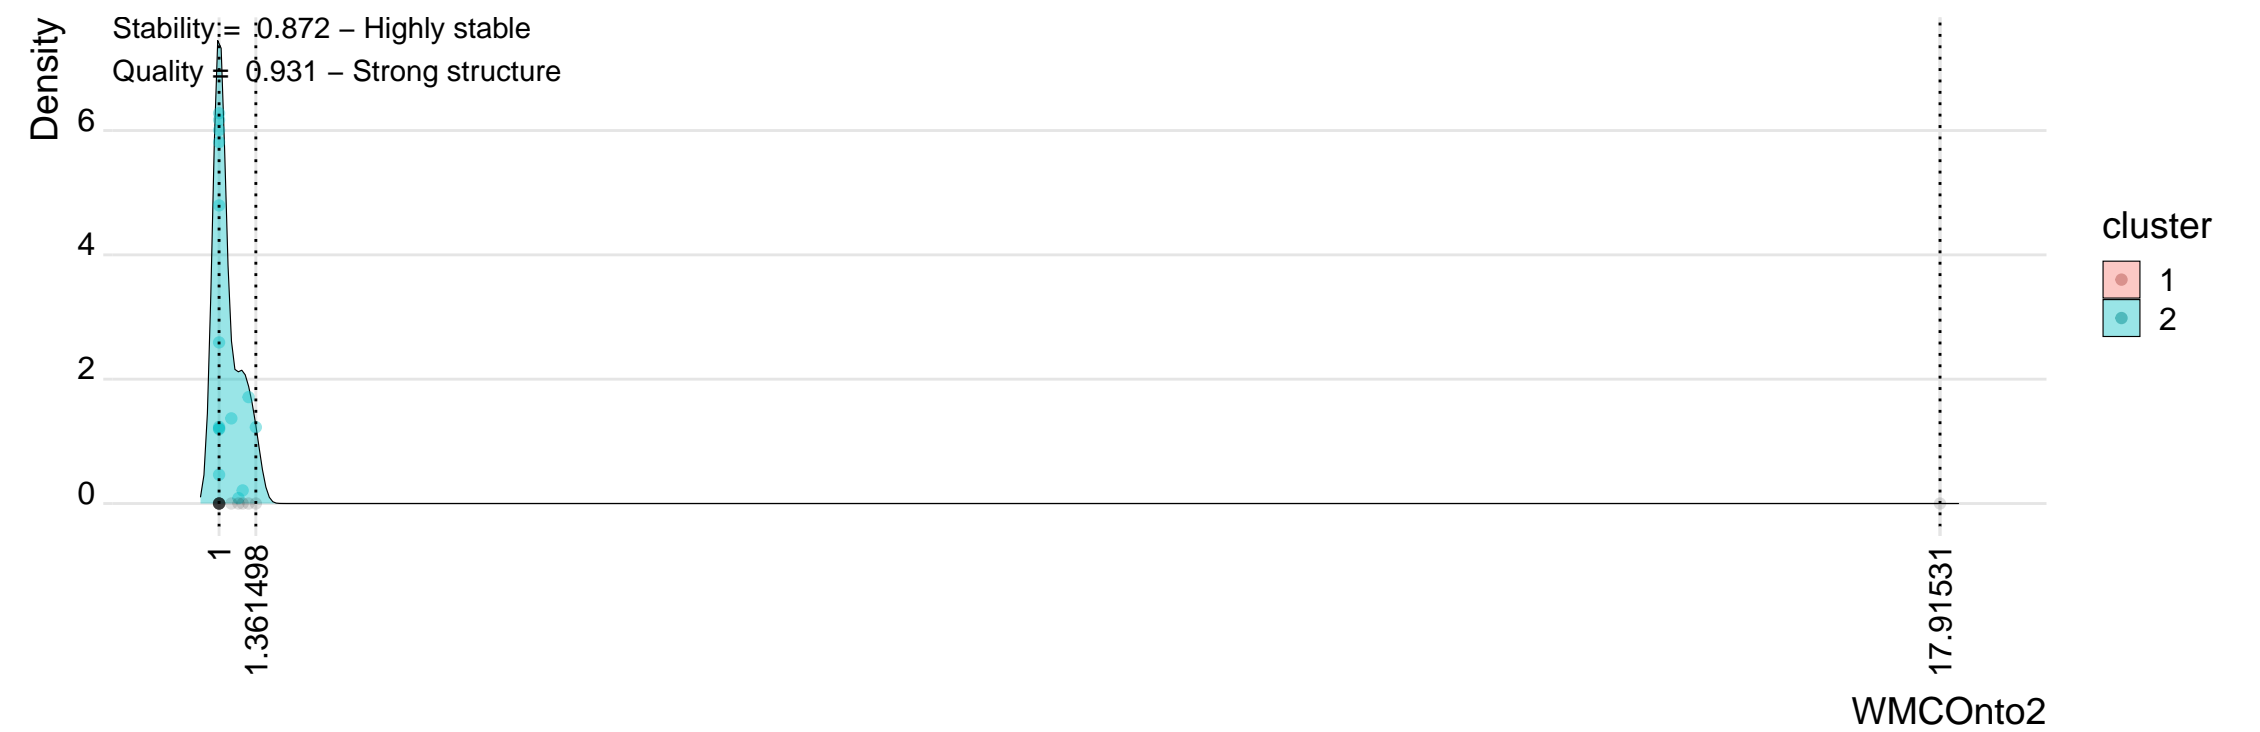 Density
Stability = 0.872 – Highly stable
Quality = 0.931 – Strong structure
6
4
2
0
1
1.361498
17.91531
WMCOnto2
cluster
1
2